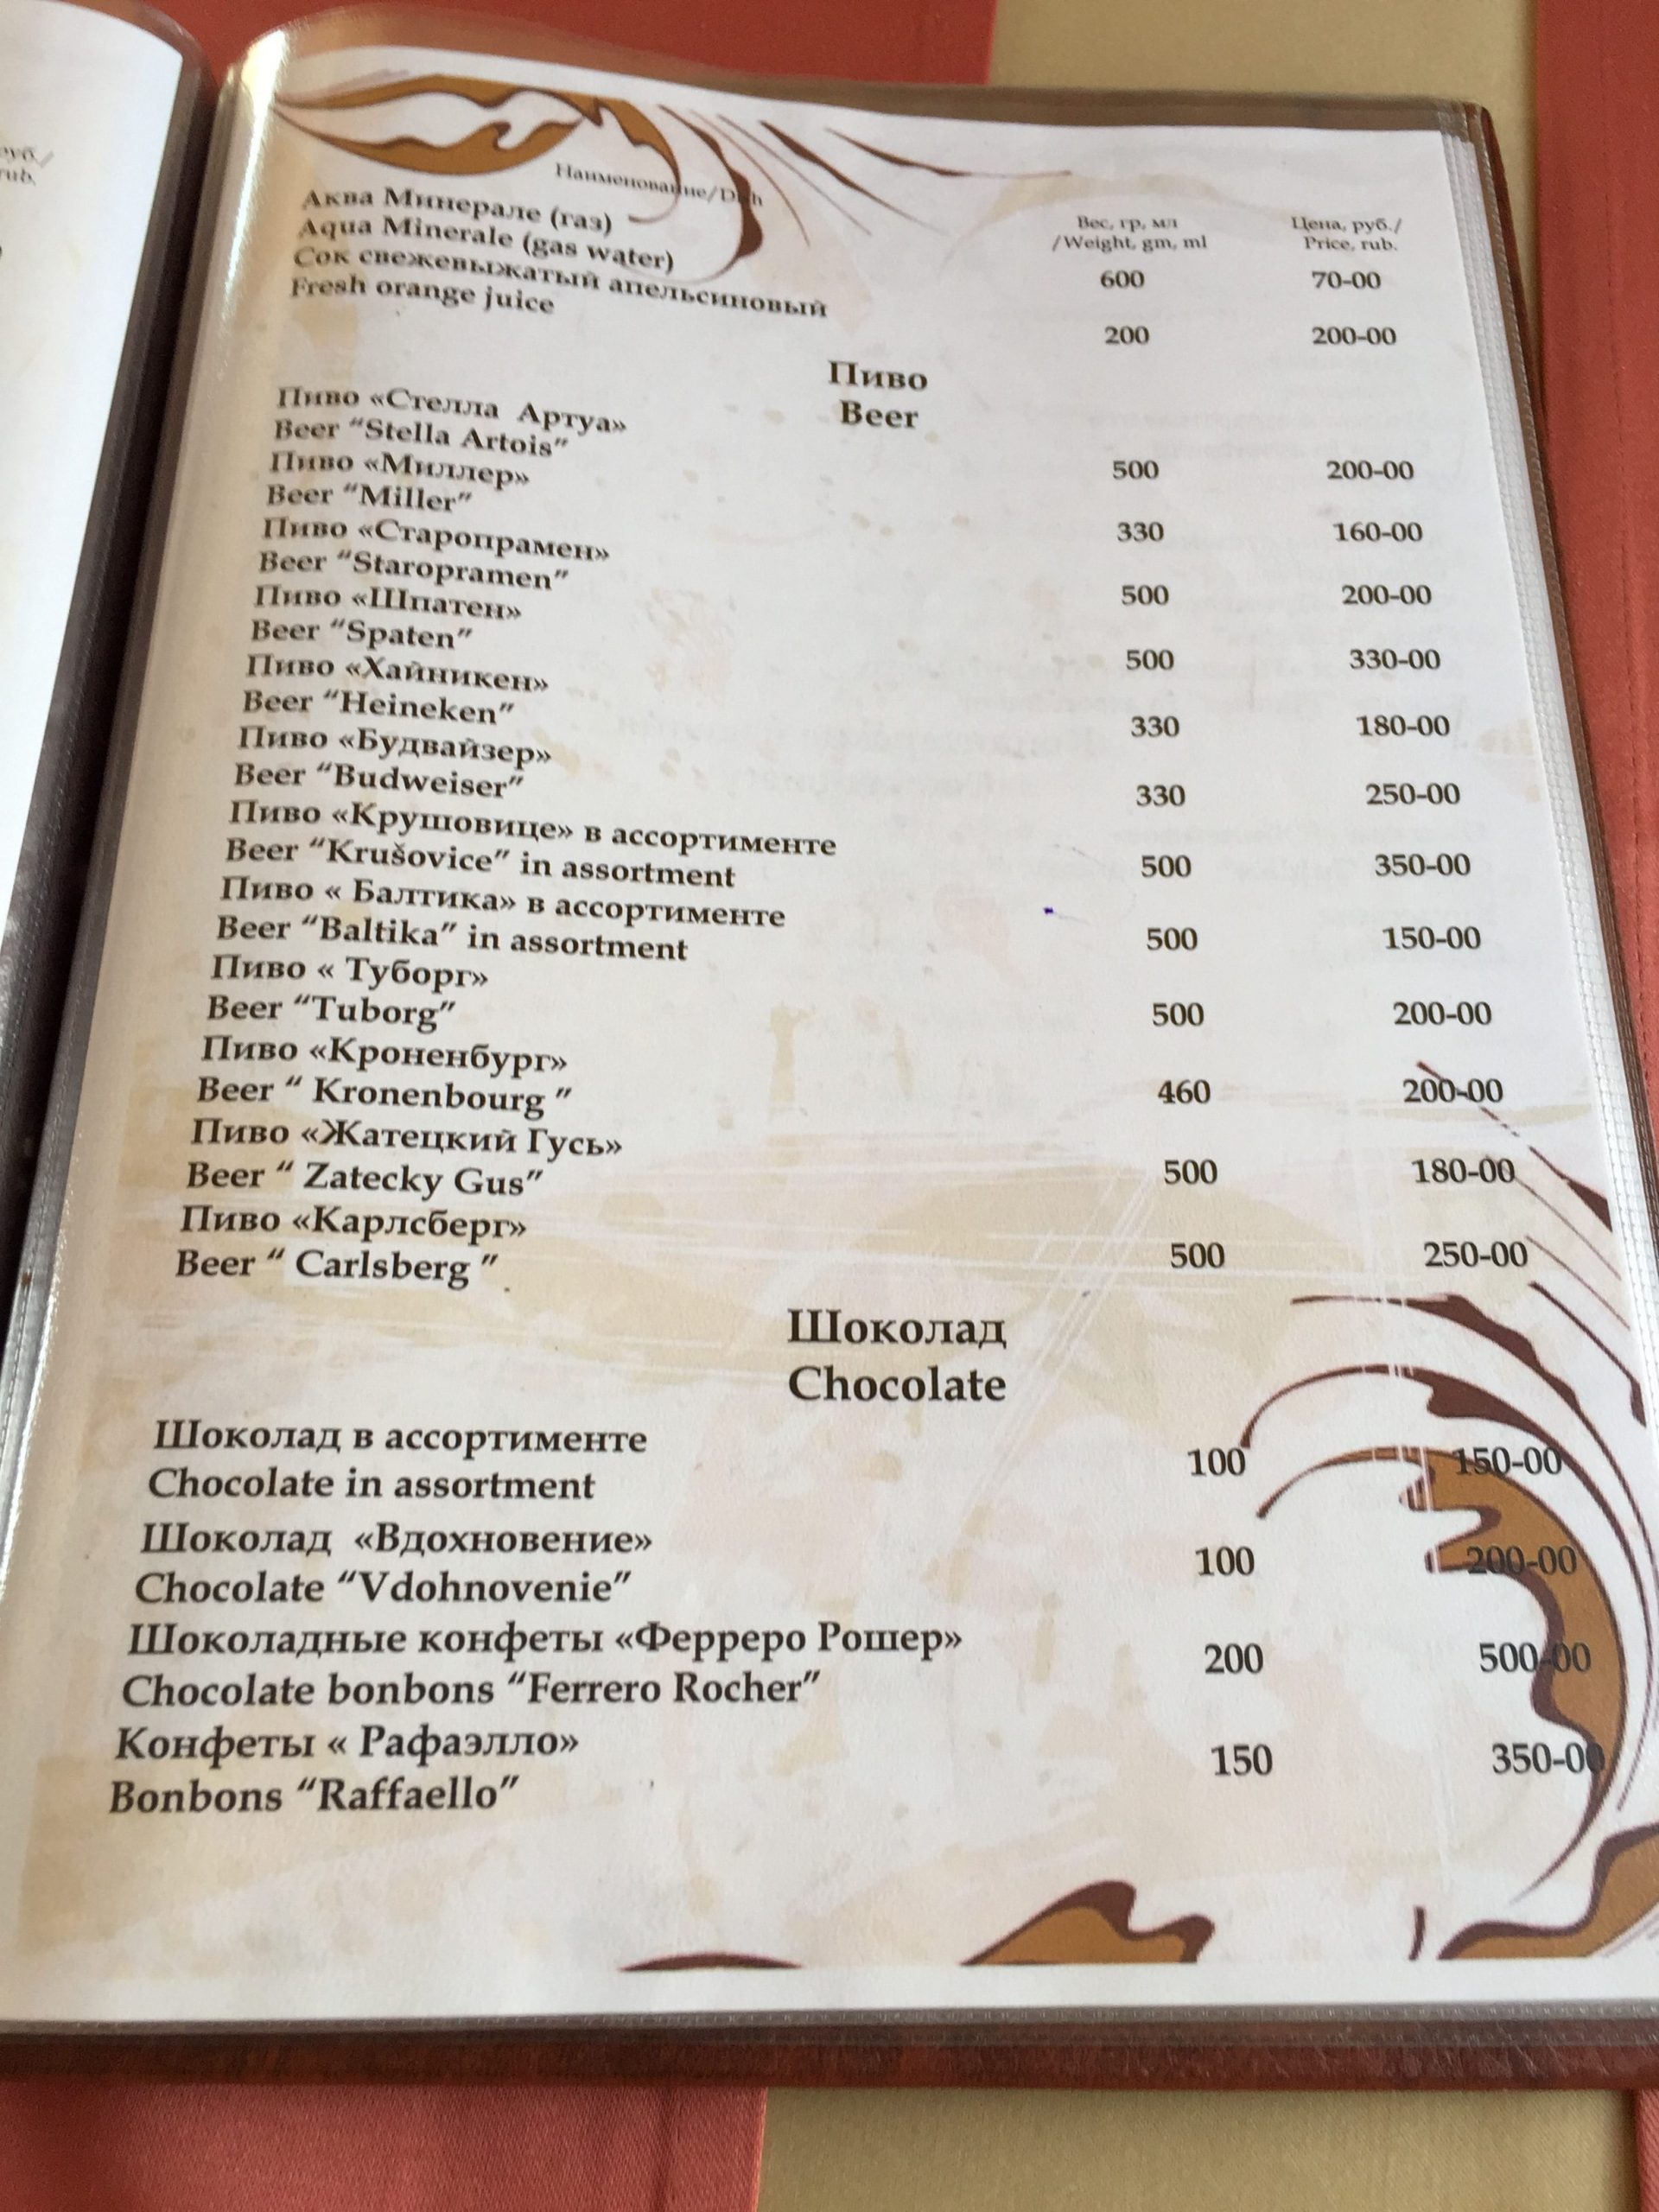 руб./
rub.
Наименование/Dish
Вес, гр, мл
/Weight, gm, ml
Цена, руб./
Price, rub.
Аква Минерале (газ)
Aqua Minerale (gas water) 600 70-00
Сок свежевыжатый апельсиновый
Fresh orange juice 200 200-00
Пиво
Beer
Пиво «Стелла Артуа»
Beer “Stella Artois” 500 200-00
Пиво «Миллер»
Beer “Miller” 330 160-00
Пиво «Старопрамен»
Beer “Staropramen” 500 200-00
Пиво «Шпатен»
Beer “Spaten” 500 330-00
Пиво «Хайникен»
Beer “Heineken” 330 180-00
Пиво «Будвайзер»
Beer “Budweiser” 330 250-00
Пиво «Крушовице» в ассортименте
Beer “Krušovice” in assortment 500 350-00
Пиво « Балтика» в ассортименте
Beer “Baltika” in assortment 500 150-00
Пиво « Туборг»
Beer “Tuborg” 500 200-00
Пиво «Кроненбург»
Beer “ Kronenbourg ” 460 200-00
Пиво «Жатецкий Гусь»
Beer “ Zatecky Gus” 500 180-00
Пиво «Карлсберг»
Beer “ Carlsberg ” 500 250-00
Шоколад
Chocolate
Шоколад в ассортименте 100 150-00
Chocolate in assortment
Шоколад «Вдохновение» 100 200-00
Chocolate “Vdohnovenie”
Шоколадные конфеты «Ферреро Рошер» 200 500-00
Chocolate bonbons “Ferrero Rocher”
Конфеты « Рафаэлло» 150 350-00
Bonbons “Raffaello”